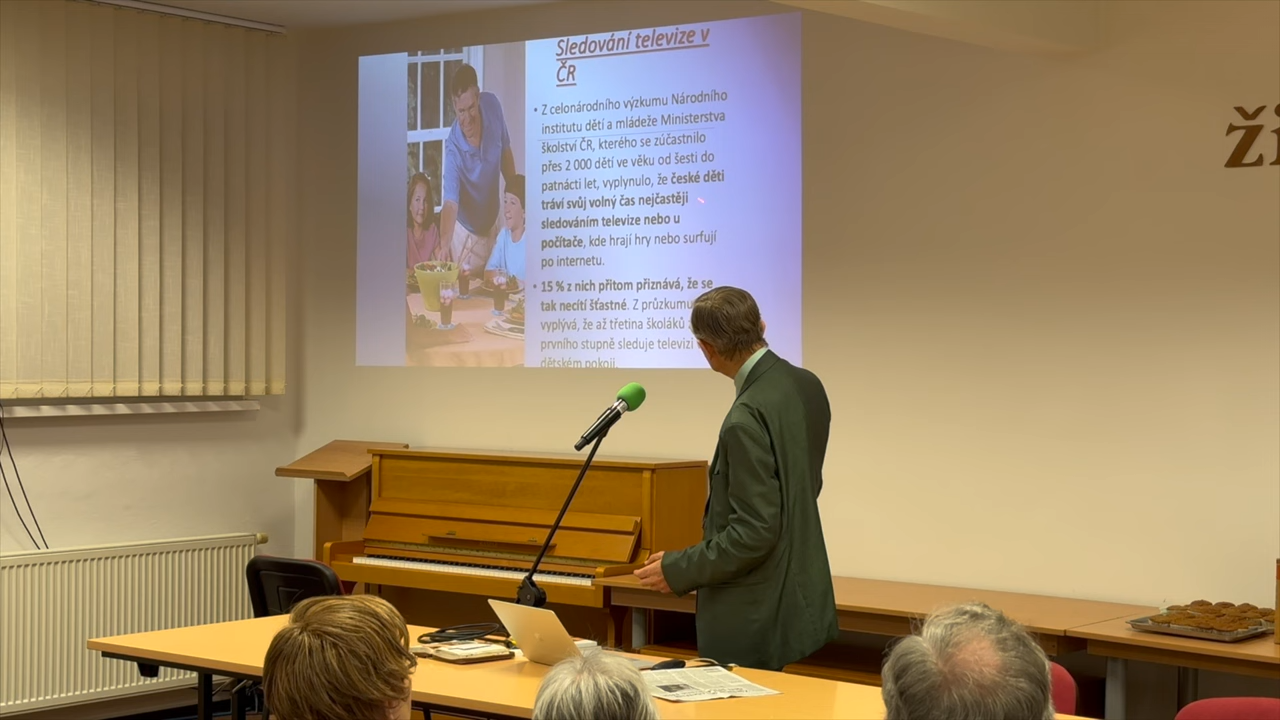 Sledování televize v
ČR
• Z celonárodního výzkumu Národního
institutu dětí a mládeže Ministerstva
školství ČR, kterého se zúčastnilo
přes 2 000 dětí ve věku od šesti do
patnácti let, vyplynulo, že české děti
tráví svůj volný čas nejčastěji
sledováním televize nebo u
počítače, kde hrají hry nebo surfují
po internetu.
• 15 % z nich přitom přiznává, že se
tak necítí šťastné. Z průzkumu
vyplývá, že až třetina školáků
prvního stupně sleduje televizi
dětském pokoji.
Ži